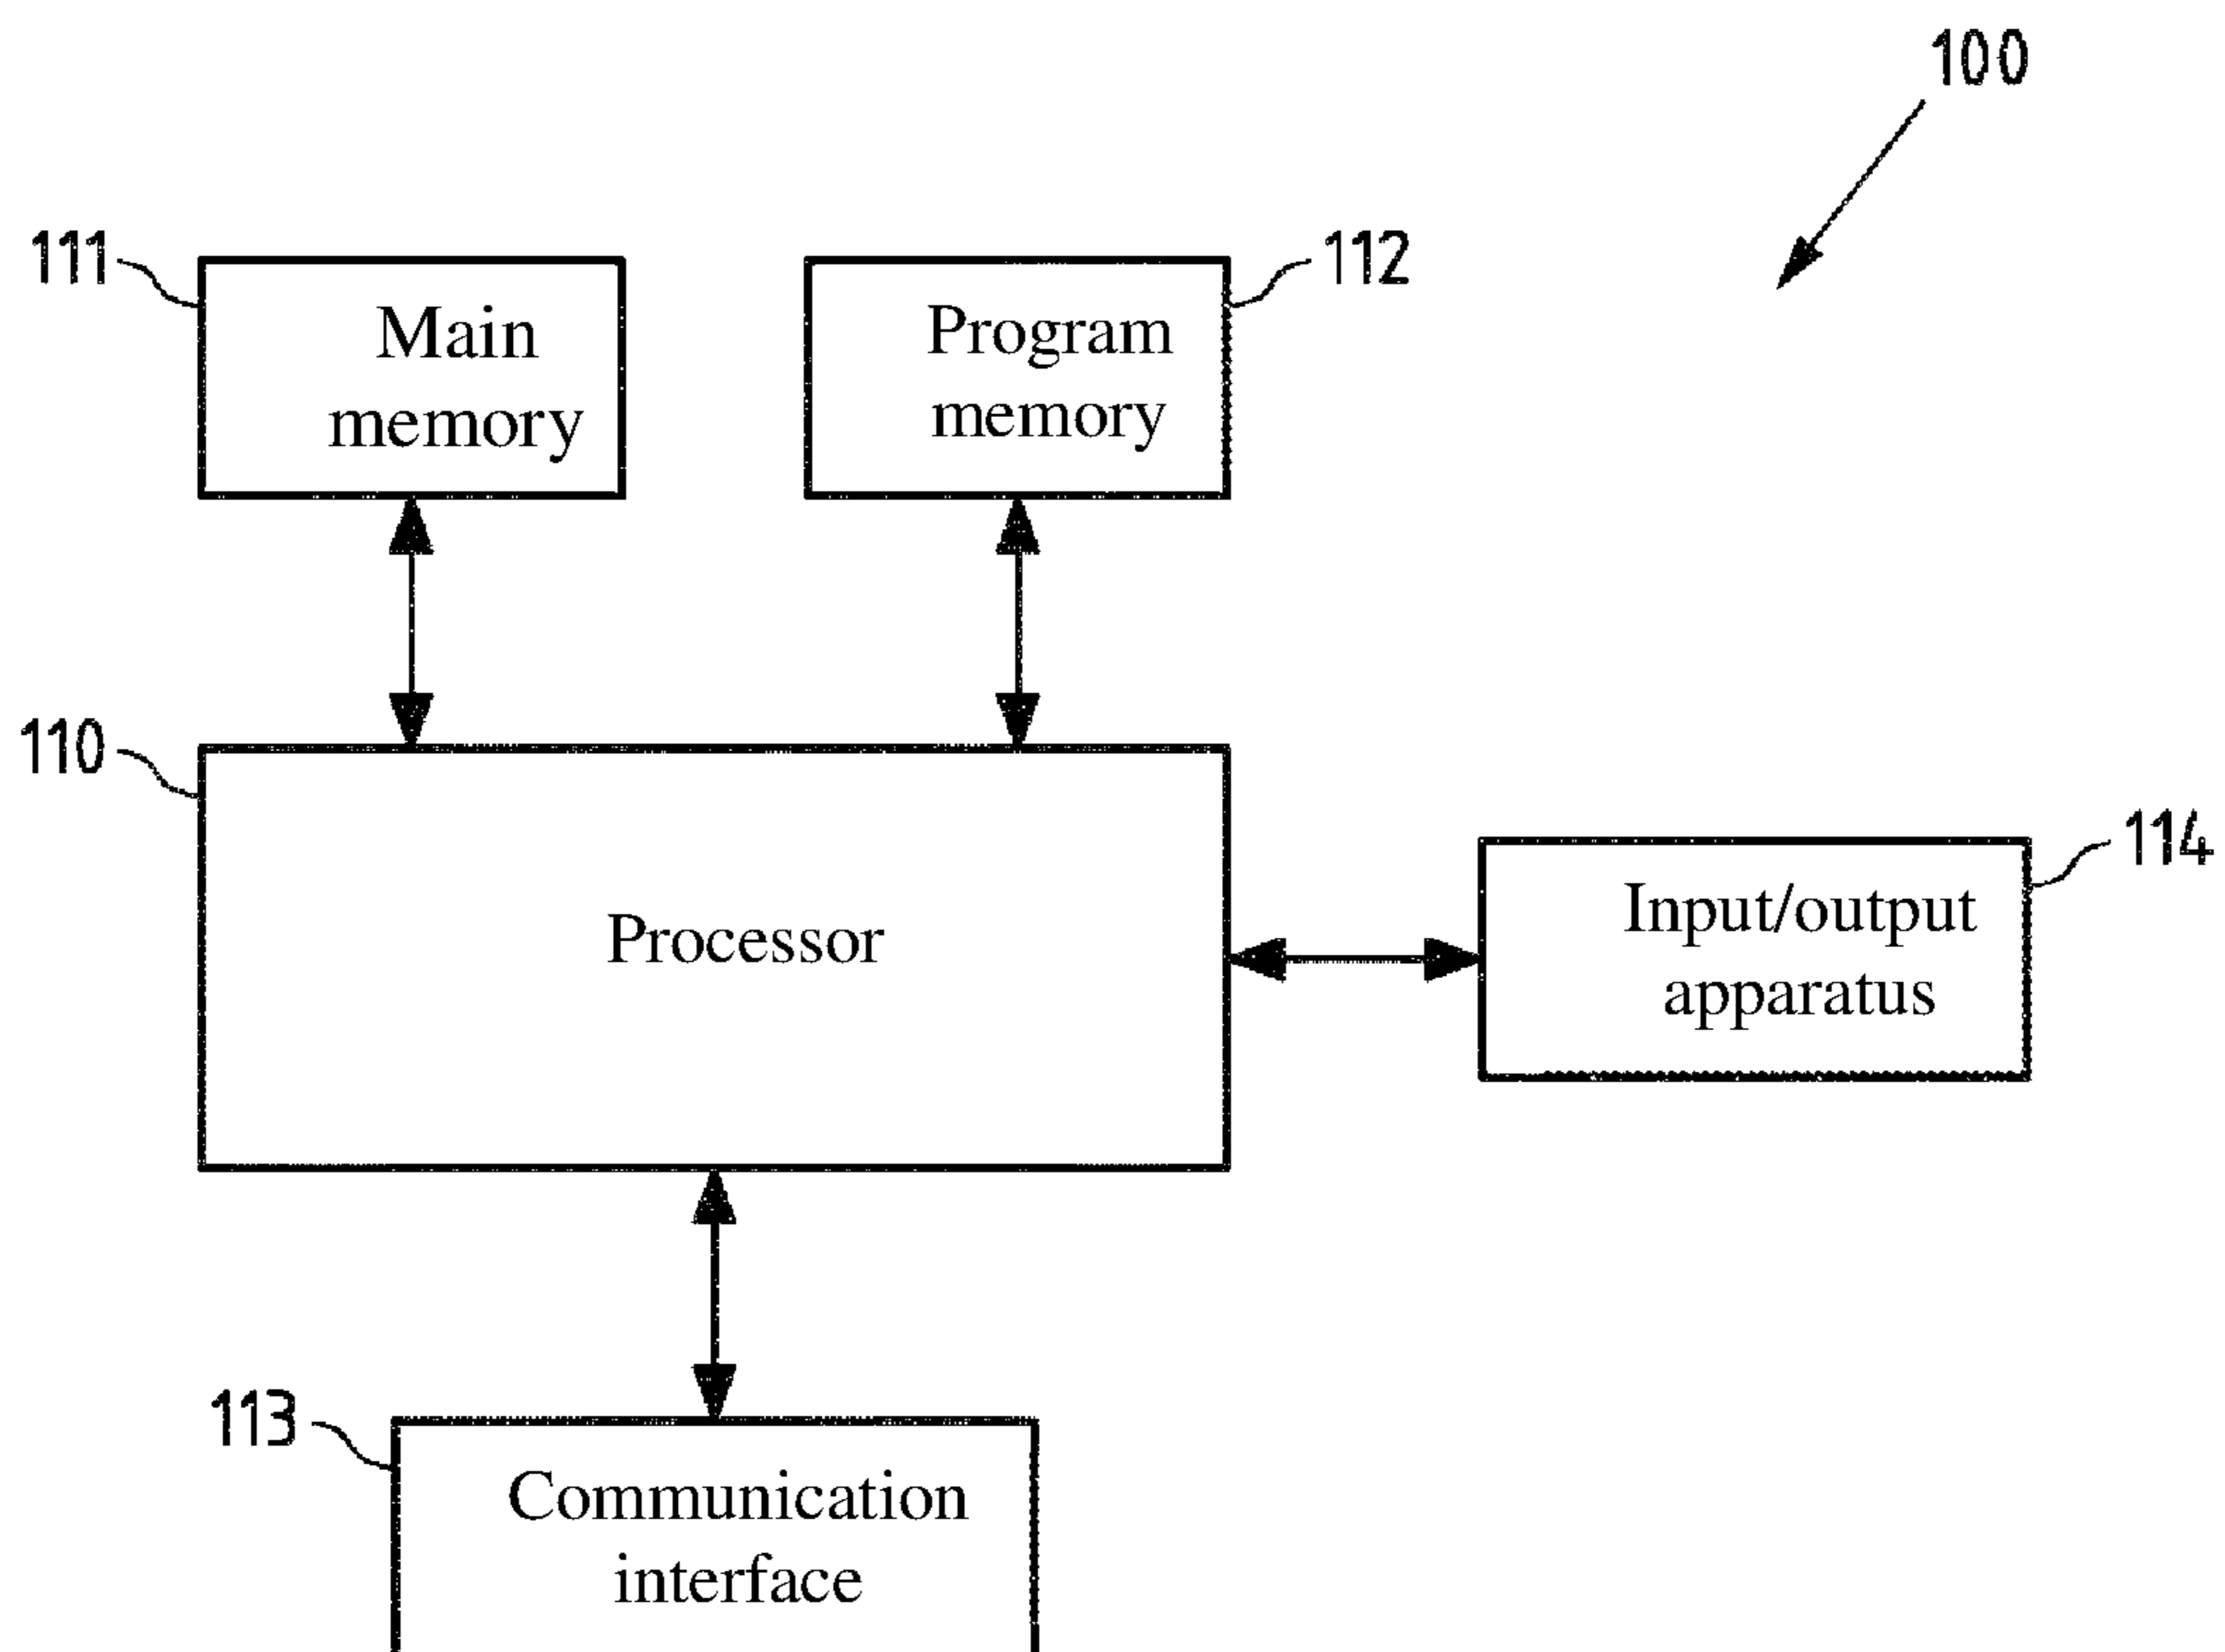 100
111
Main
memory
112
Program
memory
110
Processor
114
Input/output
apparatus
113
Communication
interface